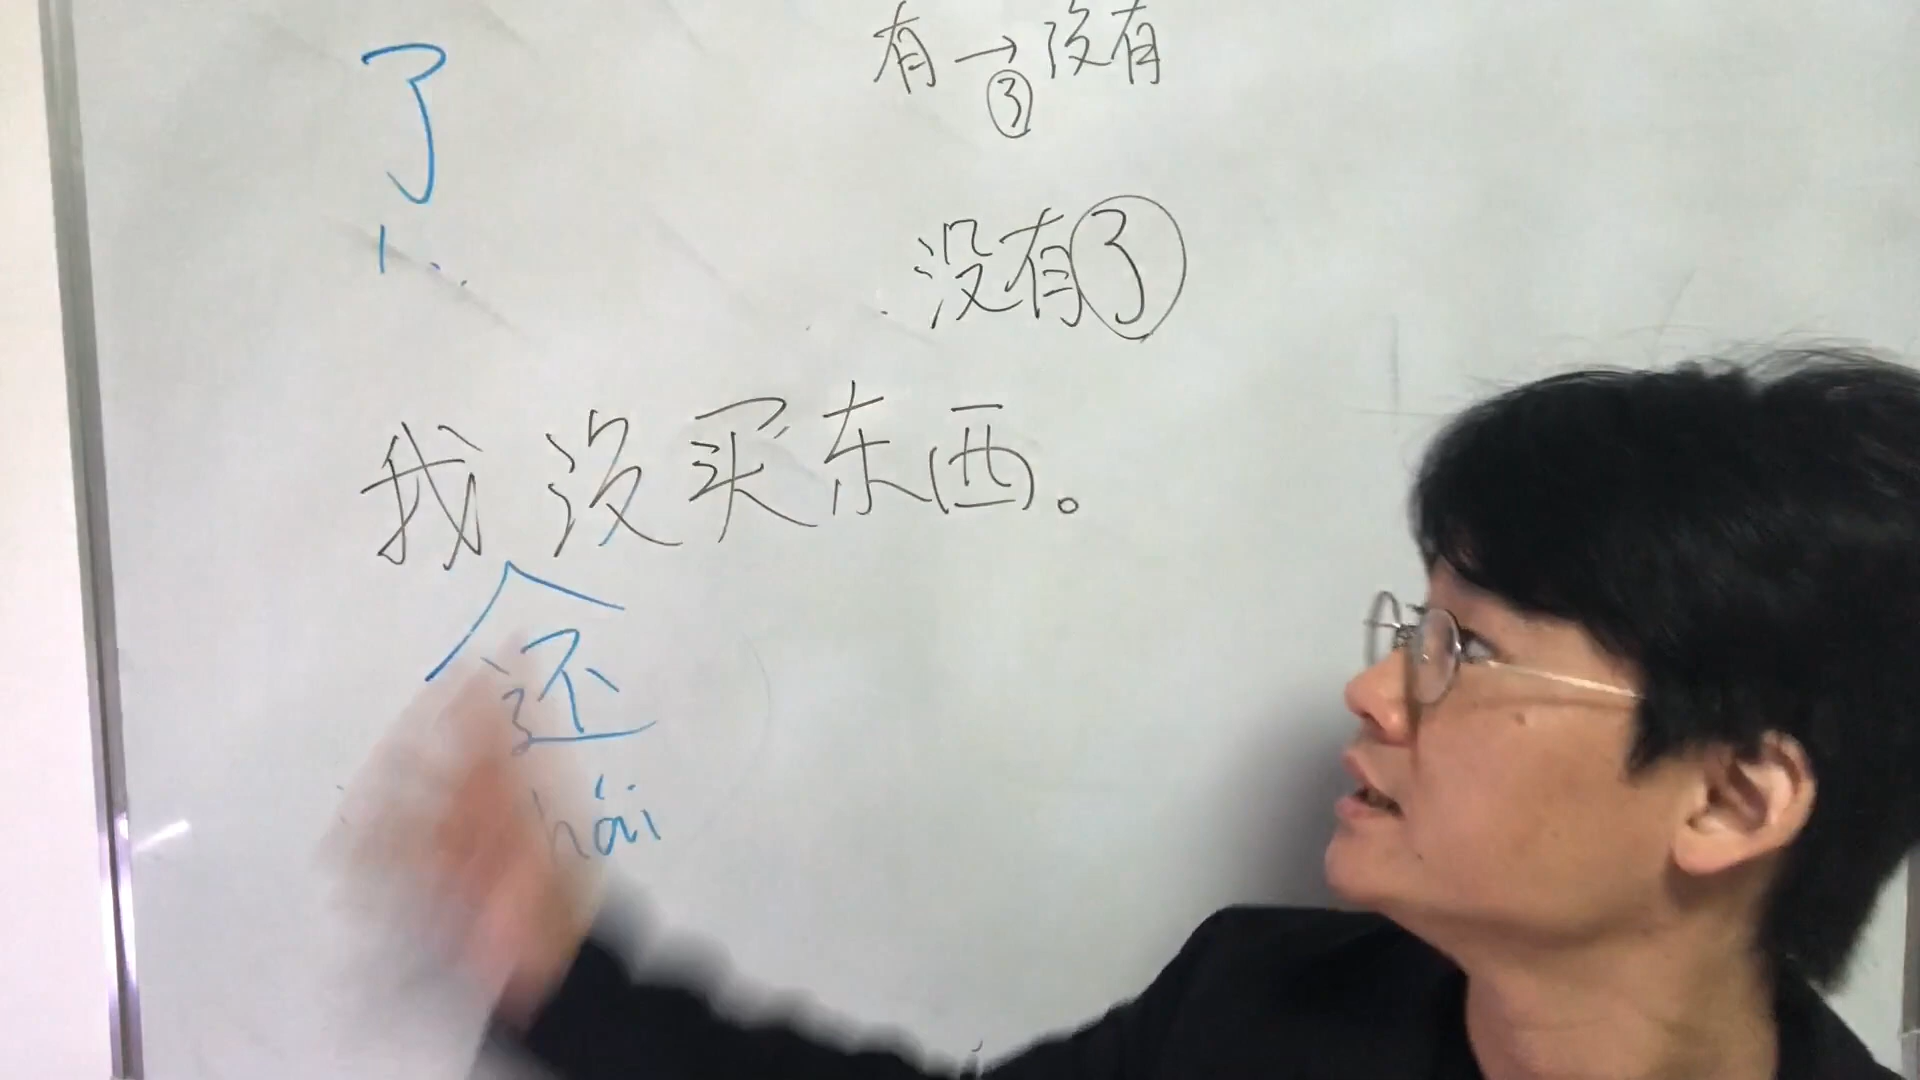 了
有→没有
了
没有了
我没买东西。
还
hái